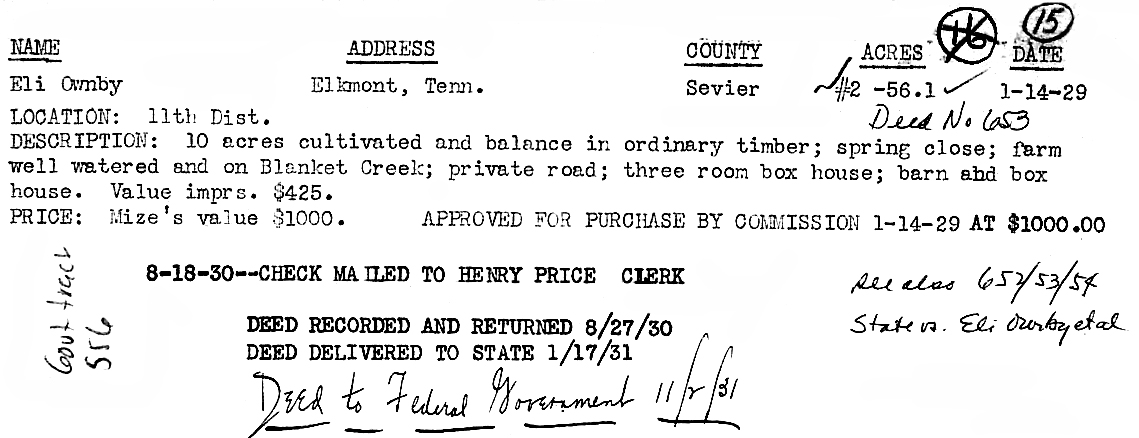 16 15
NAME ADDRESS COUNTY ACRES DATE
Eli Ownby Elkmont, Tenn. Sevier #2 -56.1 ✓ 1-14-29
LOCATION: 11th Dist. Deed No 653
DESCRIPTION: 10 acres cultivated and balance in ordinary timber; spring close; farm
well watered and on Blanket Creek; private road; three room box house; barn ahd box
house. Value imprs. $425.
PRICE: Mize's value $1000. APPROVED FOR PURCHASE BY COMMISSION 1-14-29 AT $1000.00
Gout tract
556
8-18-30--CHECK MAILED TO HENRY PRICE CLERK
See also 652/53/54
State vs. Eli Ownby et al
DEED RECORDED AND RETURNED 8/27/30
DEED DELIVERED TO STATE 1/17/31
Deed to Federal Government 11/2/31